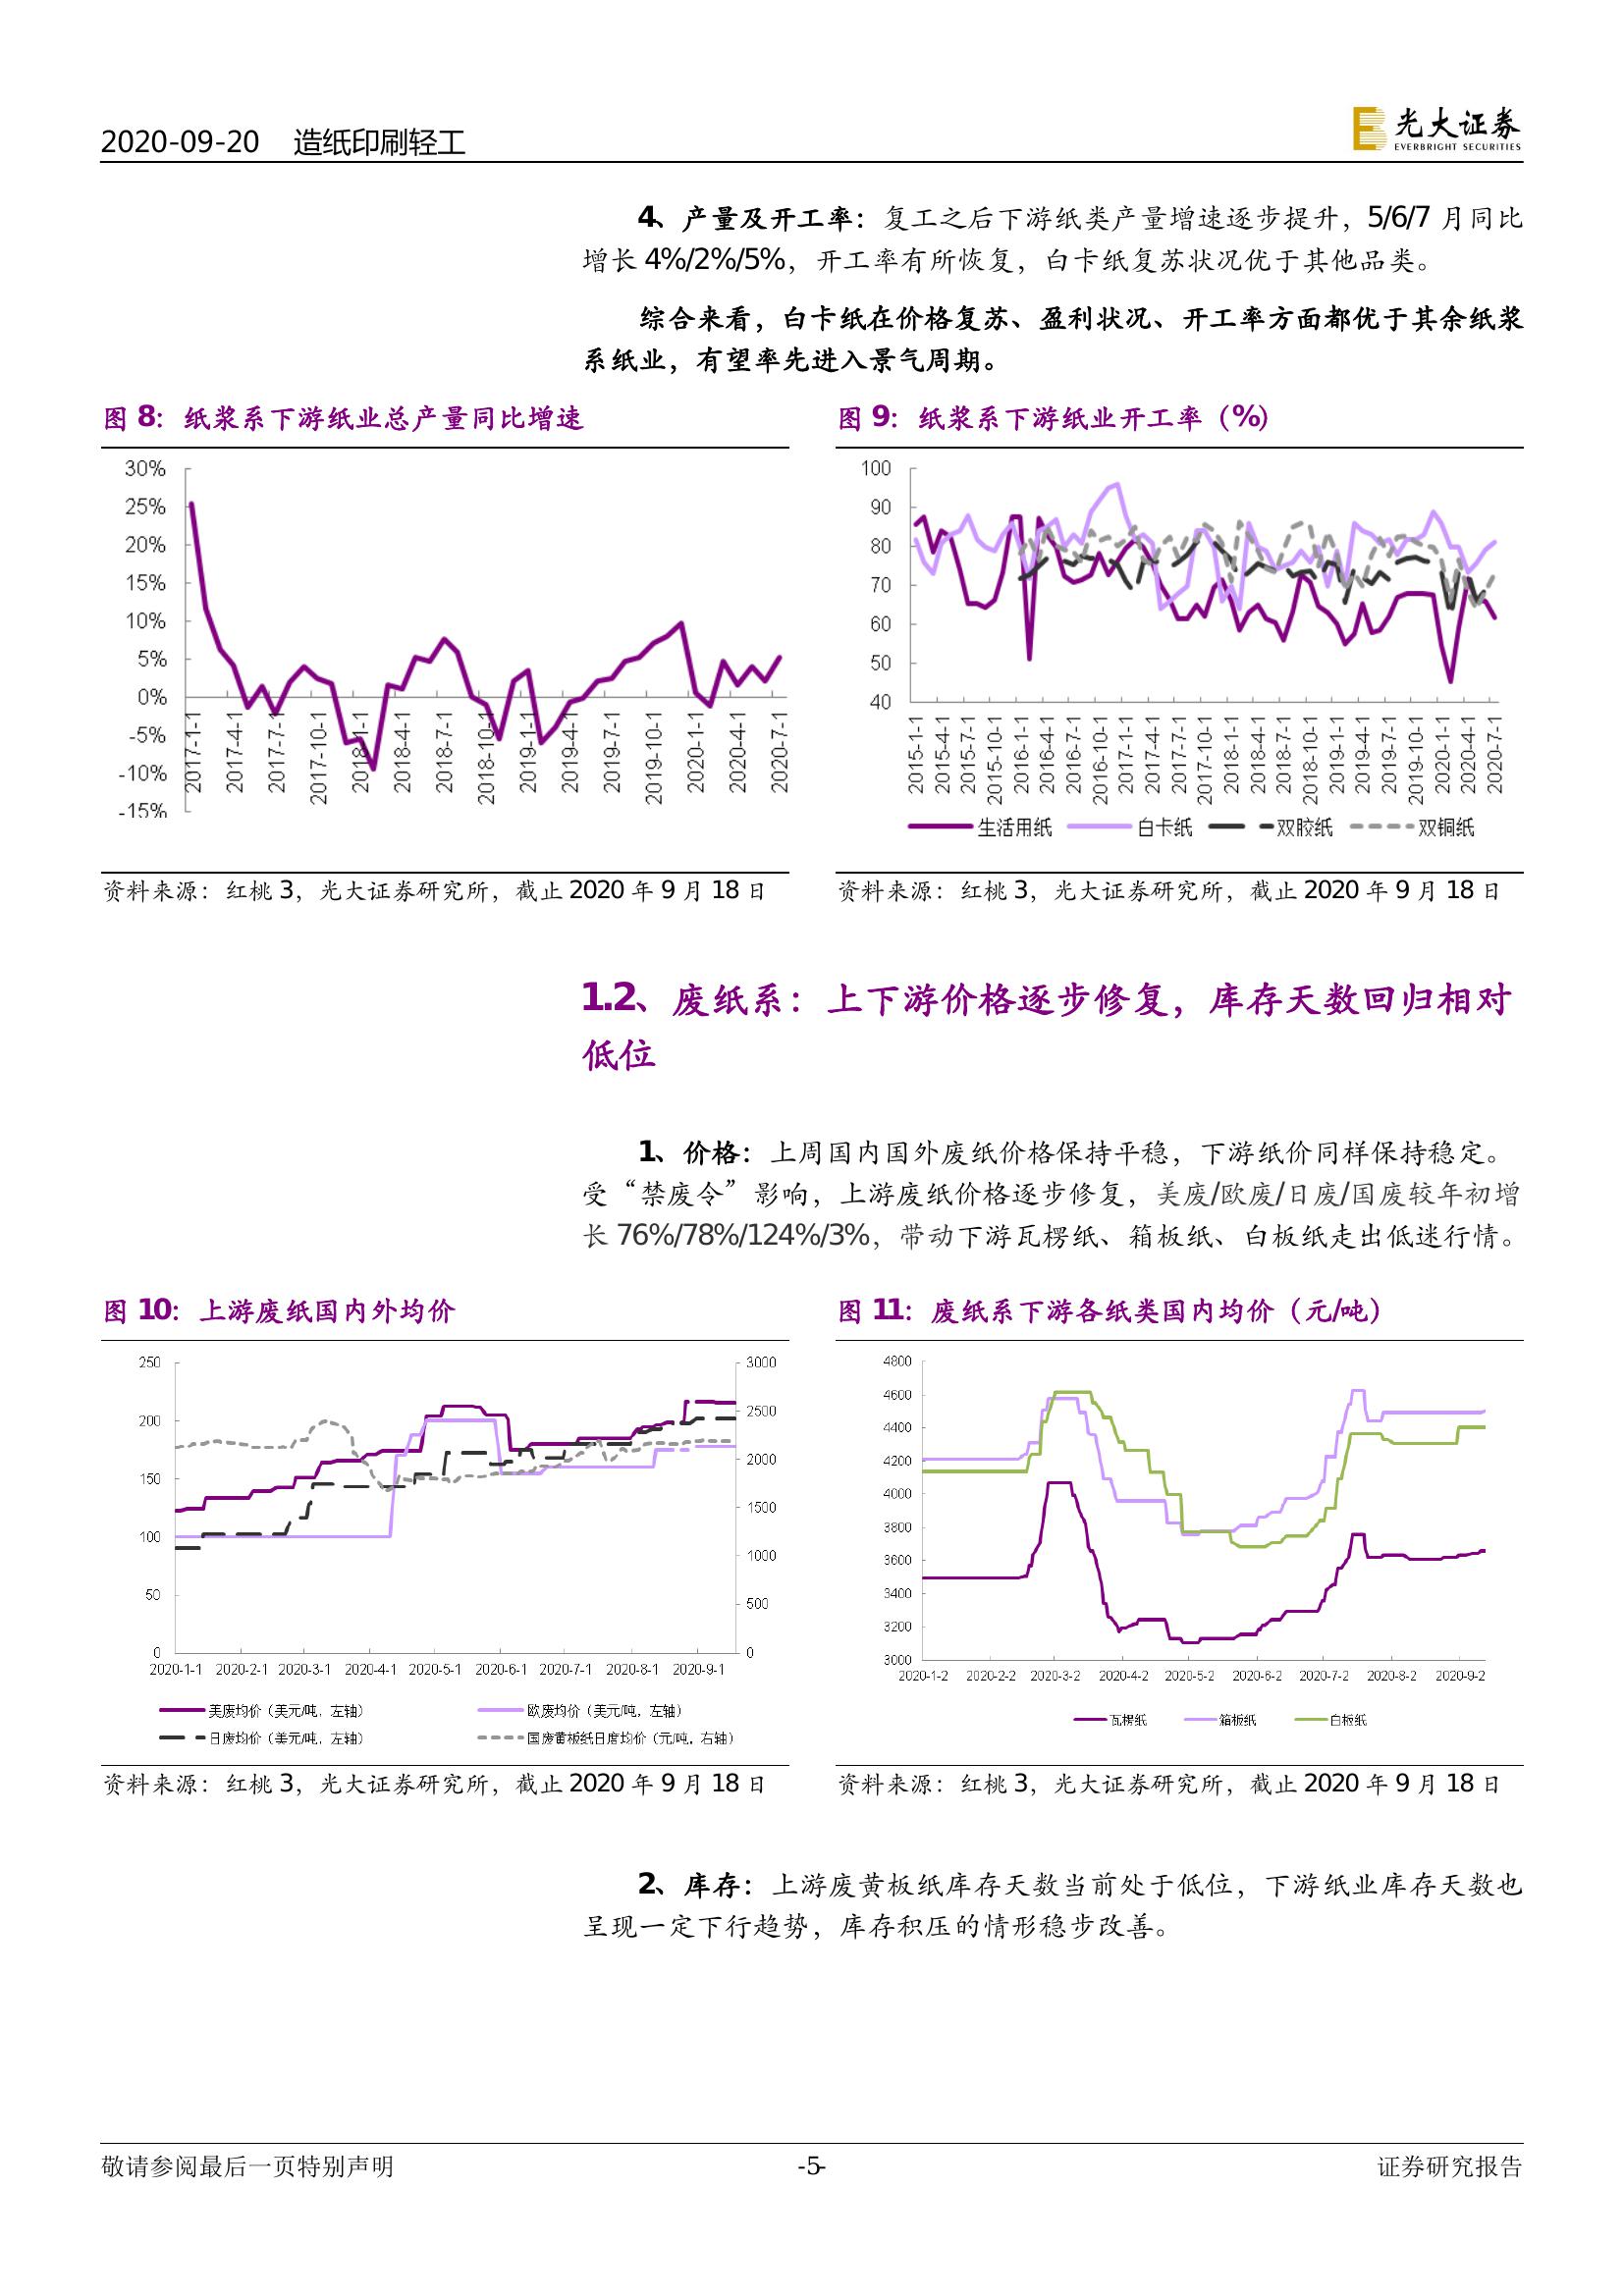 2020-09-20 造纸印刷轻工
光大证券
EVERBRIGHT SECURITIES
4、产量及开工率：复工之后下游纸类产量增速逐步提升，5/6/7 月同比
增长 4%/2%/5%，开工率有所恢复，白卡纸复苏状况优于其他品类。
综合来看，白卡纸在价格复苏、盈利状况、开工率方面都优于其余纸浆
系纸业，有望率先进入景气周期。
图 8：纸浆系下游纸业总产量同比增速
30%
25%
20%
15%
10%
5%
0%
-5%
-10%
-15%
2017-1-1
2017-4-1
2017-7-1
2017-10-1
2018-1-1
2018-4-1
2018-7-1
2018-10-1
2019-1-1
2019-4-1
2019-7-1
2019-10-1
2020-1-1
2020-4-1
2020-7-1
资料来源：红桃 3，光大证券研究所，截止 2020 年 9 月 18 日
图 9：纸浆系下游纸业开工率（%）
100
90
80
70
60
50
40
2015-1-1
2015-4-1
2015-7-1
2015-10-1
2016-1-1
2016-4-1
2016-7-1
2016-10-1
2017-1-1
2017-4-1
2017-7-1
2017-10-1
2018-1-1
2018-4-1
2018-7-1
2018-10-1
2019-1-1
2019-4-1
2019-7-1
2019-10-1
2020-1-1
2020-4-1
2020-7-1
生活用纸 白卡纸 双胶纸 双铜纸
资料来源：红桃 3，光大证券研究所，截止 2020 年 9 月 18 日
1.2、废纸系：上下游价格逐步修复，库存天数回归相对
低位
1、价格：上周国内国外废纸价格保持平稳，下游纸价同样保持稳定。
受“禁废令”影响，上游废纸价格逐步修复，美废/欧废/日废/国废较年初增
长 76%/78%/124%/3%，带动下游瓦楞纸、箱板纸、白板纸走出低迷行情。
图 10：上游废纸国内外均价
250
200
150
100
50
0
3000
2500
2000
1500
1000
500
0
2020-1-1 2020-2-1 2020-3-1 2020-4-1 2020-5-1 2020-6-1 2020-7-1 2020-8-1 2020-9-1
美废均价（美元/吨，左轴） 欧废均价（美元/吨，左轴）
日废均价（美元/吨，左轴） 国废黄板纸日度均价（元/吨，右轴）
资料来源：红桃 3，光大证券研究所，截止 2020 年 9 月 18 日
图 11：废纸系下游各纸类国内均价（元/吨）
4800
4600
4400
4200
4000
3800
3600
3400
3200
3000
2020-1-2 2020-2-2 2020-3-2 2020-4-2 2020-5-2 2020-6-2 2020-7-2 2020-8-2 2020-9-2
瓦楞纸 箱板纸 白板纸
资料来源：红桃 3，光大证券研究所，截止 2020 年 9 月 18 日
2、库存：上游废黄板纸库存天数当前处于低位，下游纸业库存天数也
呈现一定下行趋势，库存积压的情形稳步改善。
敬请参阅最后一页特别声明 -5- 证券研究报告